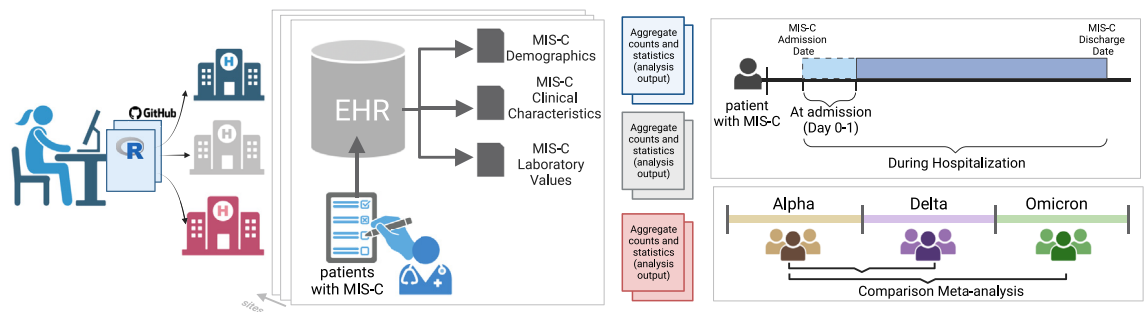 GitHub
R
H
H
H
EHR
MIS-C
Demographics
MIS-C
Clinical
Characteristics
MIS-C
Laboratory
Values
patients
with MIS-C
sites
Aggregate
counts and
statistics
(analysis
output)
Aggregate
counts and
statistics
(analysis
output)
Aggregate
counts and
statistics
(analysis
output)
MIS-C
Admission
Date
MIS-C
Discharge
Date
patient
with MIS-C
At admission
(Day 0-1)
During Hospitalization
Alpha
Delta
Omicron
Comparison Meta-analysis